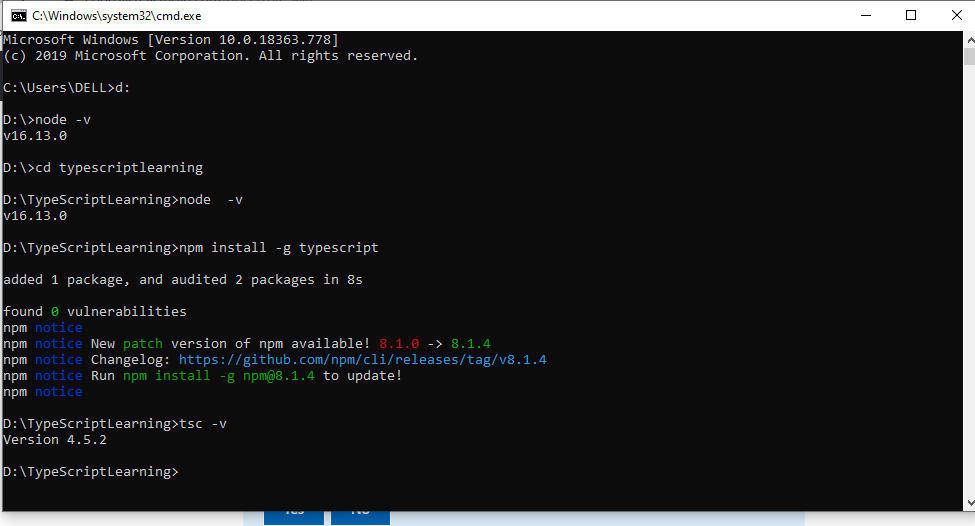 C:\Windows\system32\cmd.exe
Microsoft Windows [Version 10.0.18363.778]
(c) 2019 Microsoft Corporation. All rights reserved.
C:\Users\DELL>d:
D:\>node -v
v16.13.0
D:\>cd typescriptlearning
D:\TypeScriptLearning>node  -v
v16.13.0
D:\TypeScriptLearning>npm install -g typescript
added 1 package, and audited 2 packages in 8s
found 0 vulnerabilities
npm notice
npm notice New patch version of npm available! 8.1.0 -> 8.1.4
npm notice Changelog: https://github.com/npm/cli/releases/tag/v8.1.4
npm notice Run npm install -g npm@8.1.4 to update!
npm notice
D:\TypeScriptLearning>tsc -v
Version 4.5.2
D:\TypeScriptLearning>
Yes No